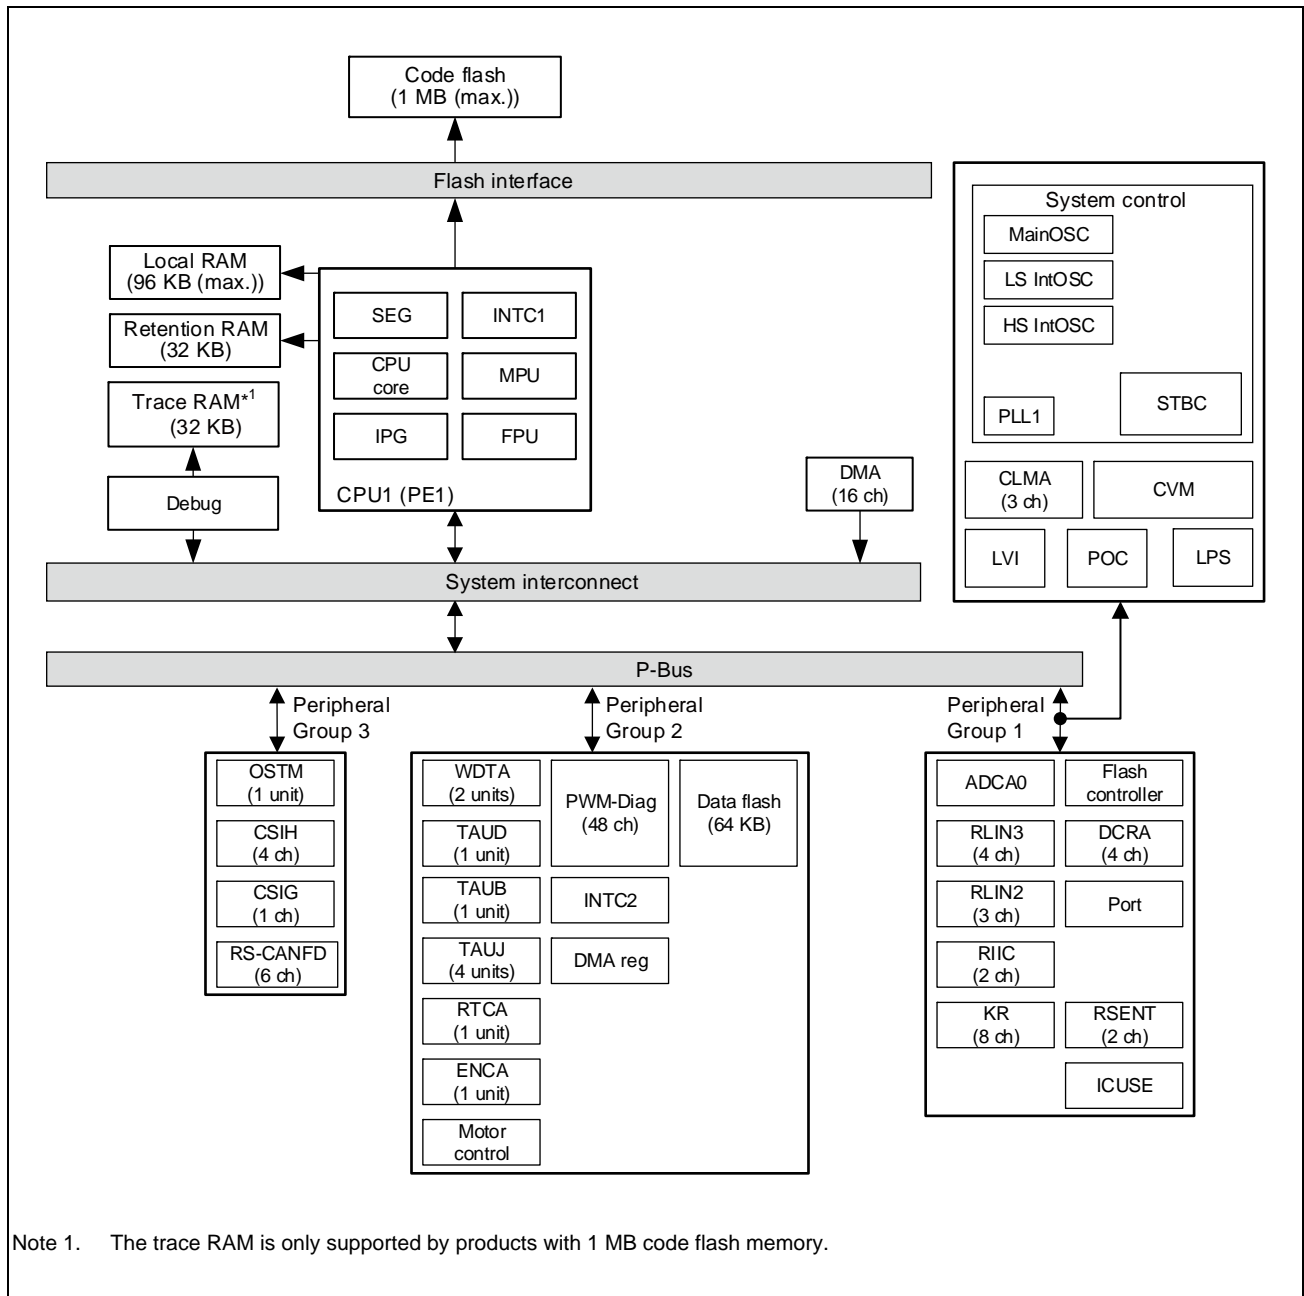 Code flash
(1 MB (max.))
Flash interface
Local RAM
(96 KB (max.))
Retention RAM
(32 KB)
Trace RAM*1
(32 KB)
Debug
SEG
INTC1
CPU
core
MPU
IPG
FPU
CPU1 (PE1)
DMA
(16 ch)
System control
MainOSC
LS IntOSC
HS IntOSC
PLL1
STBC
CLMA
(3 ch)
CVM
LVI
POC
LPS
System interconnect
P-Bus
Peripheral
Group 3
Peripheral
Group 2
Peripheral
Group 1
OSTM
(1 unit)
CSIH
(4 ch)
CSIG
(1 ch)
RS-CANFD
(6 ch)
WDTA
(2 units)
TAUD
(1 unit)
TAUB
(1 unit)
TAUJ
(4 units)
RTCA
(1 unit)
ENCA
(1 unit)
Motor
control
PWM-Diag
(48 ch)
INTC2
DMA reg
Data flash
(64 KB)
ADCA0
RLIN3
(4 ch)
RLIN2
(3 ch)
RIIC
(2 ch)
KR
(8 ch)
Flash
controller
DCRA
(4 ch)
Port
RSENT
(2 ch)
ICUSE
Note 1. The trace RAM is only supported by products with 1 MB code flash memory.